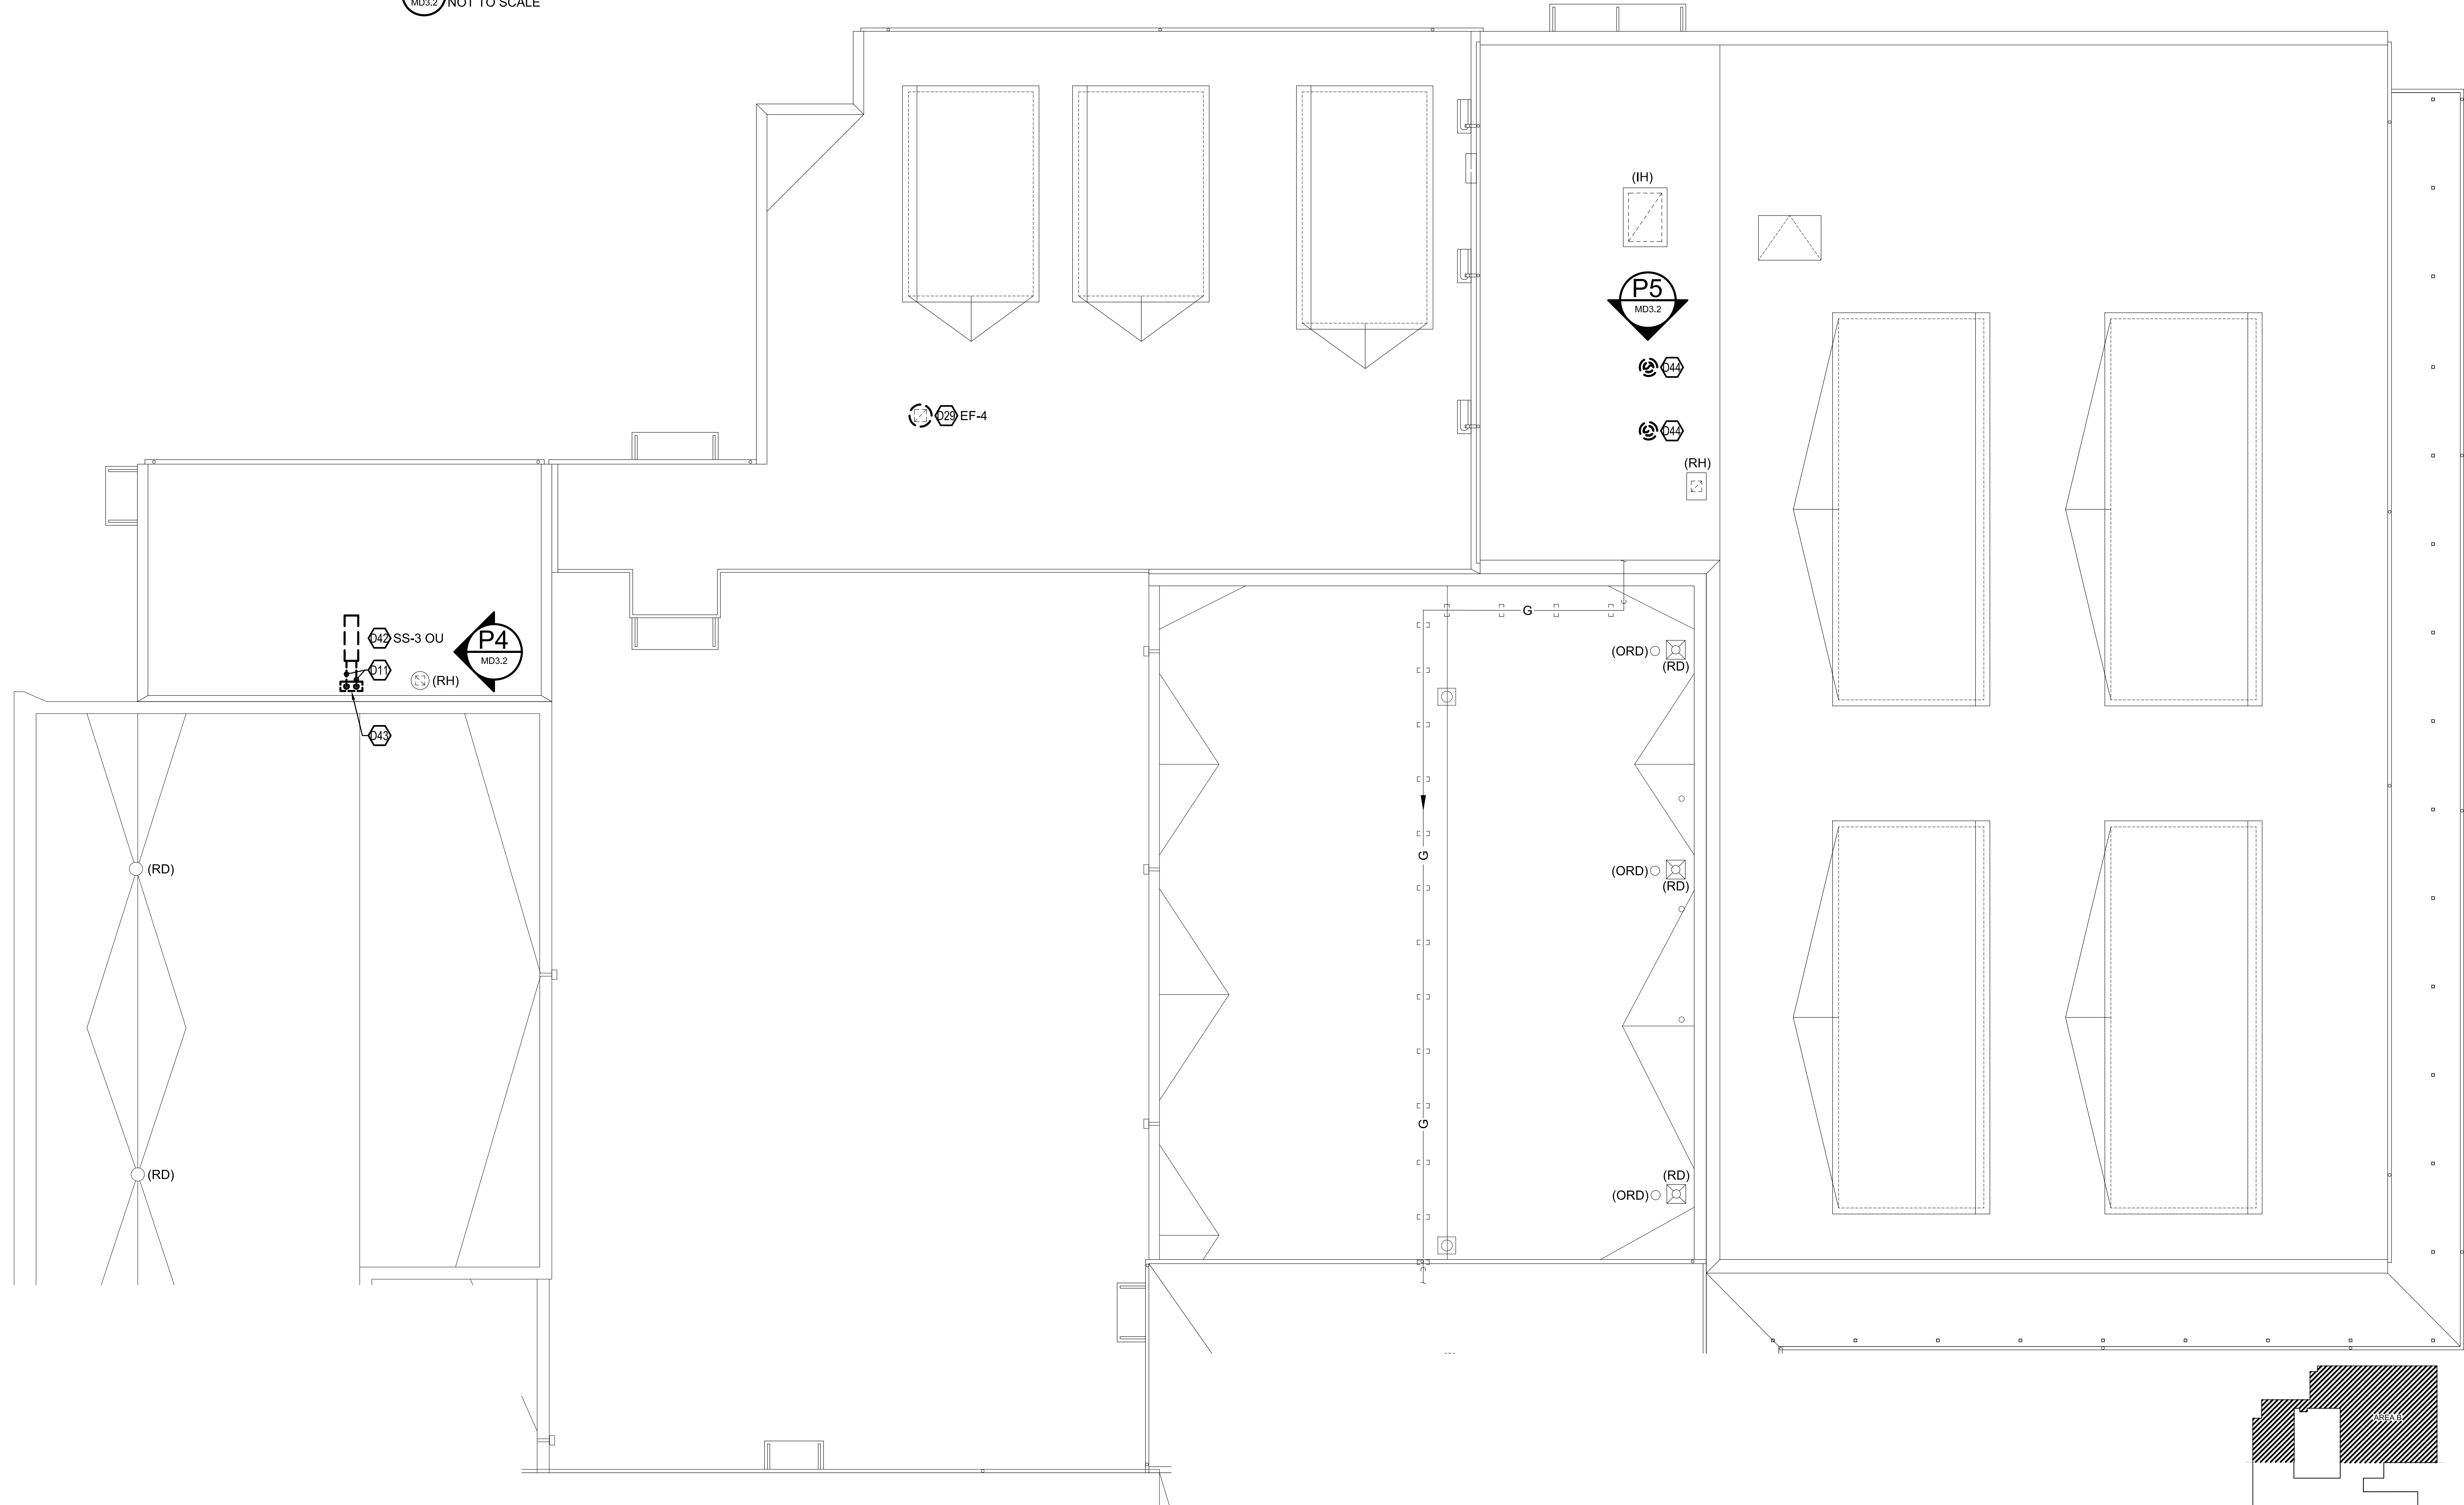 MD3.2 NOT TO SCALE
(IH)
P5
MD3.2
D44
D29 EF-4
D44
(RH)
D42 SS-3 OU
P4
MD3.2
D11
(RH)
D43
G
(ORD)
(RD)
G
(RD)
(ORD)
(RD)
G
(RD)
(RD)
(ORD)
AREA B